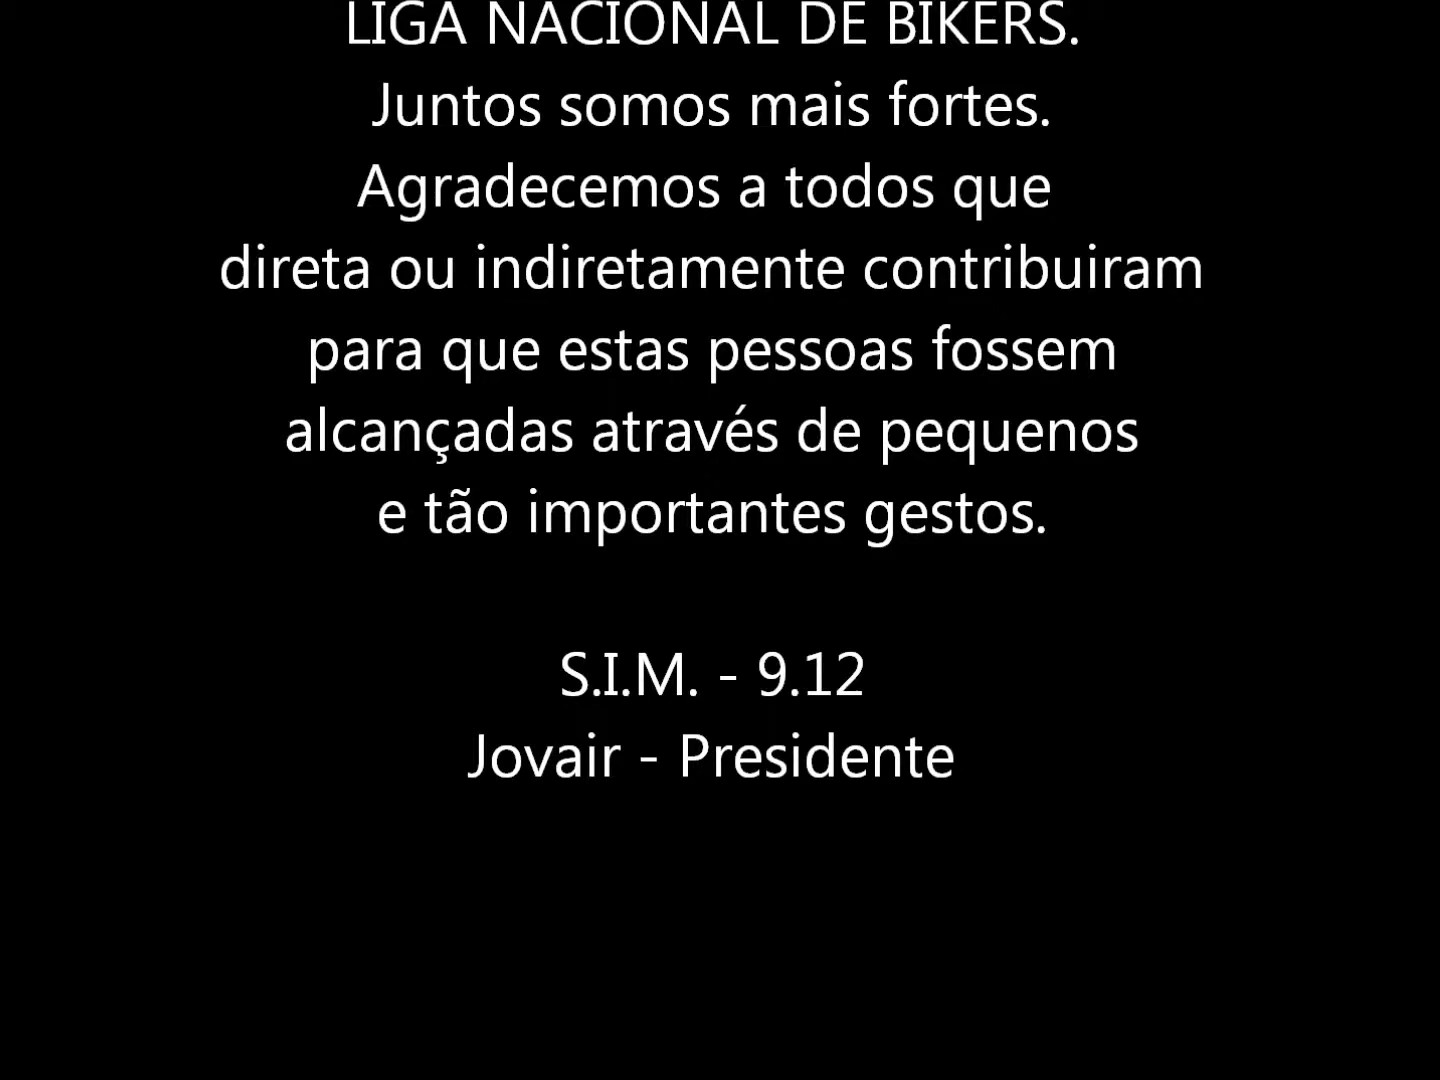 LIGA NACIONAL DE BIKERS.
Juntos somos mais fortes.
Agradecemos a todos que
direta ou indiretamente contribuiram
para que estas pessoas fossem
alcançadas através de pequenos
e tão importantes gestos.
S.I.M. - 9.12
Jovair - Presidente